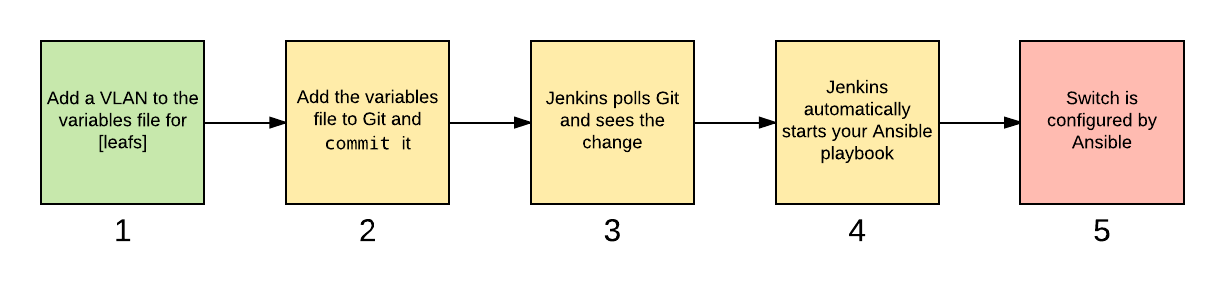 Add a VLAN to the
variables file for
[leafs]
Add the variables
file to Git and
commit it
Jenkins polls Git
and sees the
change
Jenkins
automatically
starts your Ansible
playbook
Switch is
configured by
Ansible
1
2
3
4
5